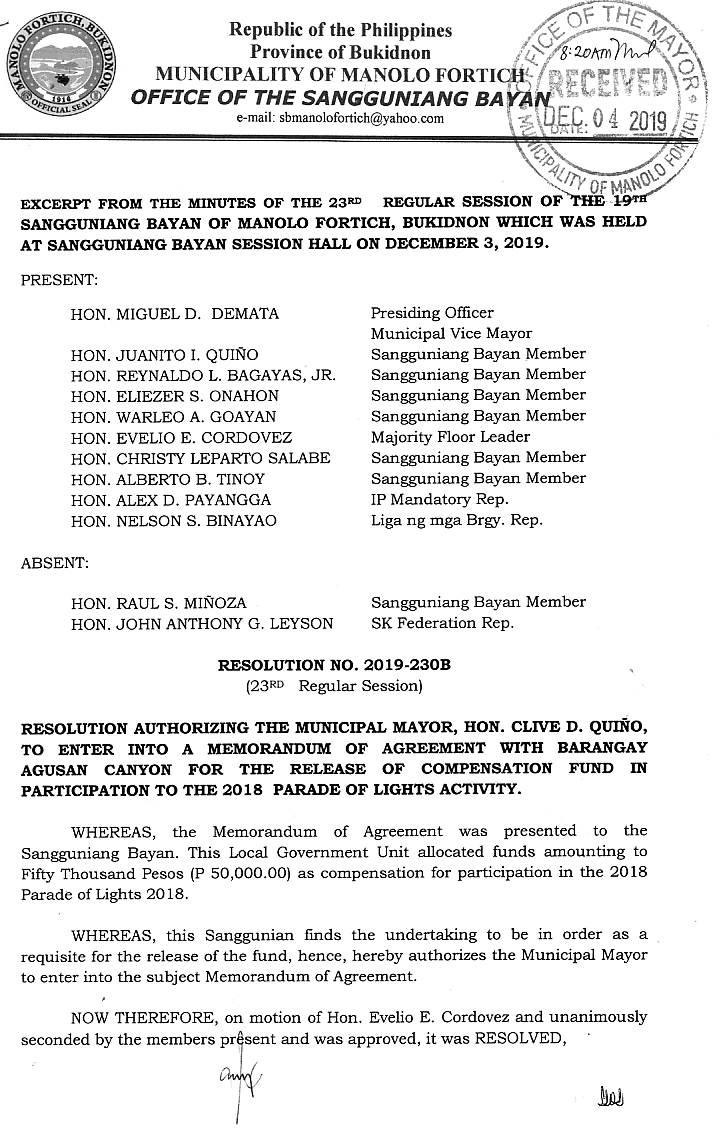 MANOLO FORTICH, BUKIDNON
1916
OFFICIAL SEAL
Republic of the Philippines
Province of Bukidnon
MUNICIPALITY OF MANOLO FORTICH
OFFICE OF THE SANGGUNIANG BAYAN
e-mail: sbmanolofortich@yahoo.com
OFFICE OF THE MAYOR
8:20AM
RECEIVED
DEC. 04 2019
DATE:
MUNICIPALITY OF MANOLO FORTICH
EXCERPT FROM THE MINUTES OF THE 23RD REGULAR SESSION OF THE 19TH
SANGGUNIANG BAYAN OF MANOLO FORTICH, BUKIDNON WHICH WAS HELD
AT SANGGUNIANG BAYAN SESSION HALL ON DECEMBER 3, 2019.
PRESENT:
HON. MIGUEL D. DEMATA Presiding Officer
Municipal Vice Mayor
HON. JUANITO I. QUIÑO Sangguniang Bayan Member
HON. REYNALDO L. BAGAYAS, JR. Sangguniang Bayan Member
HON. ELIEZER S. ONAHON Sangguniang Bayan Member
HON. WARLEO A. GOAYAN Sangguniang Bayan Member
HON. EVELIO E. CORDOVEZ Majority Floor Leader
HON. CHRISTY LEPARTO SALABE Sangguniang Bayan Member
HON. ALBERTO B. TINOY Sangguniang Bayan Member
HON. ALEX D. PAYANGGA IP Mandatory Rep.
HON. NELSON S. BINAYAO Liga ng mga Brgy. Rep.
ABSENT:
HON. RAUL S. MIÑOZA Sangguniang Bayan Member
HON. JOHN ANTHONY G. LEYSON SK Federation Rep.
RESOLUTION NO. 2019-230B
(23RD Regular Session)
RESOLUTION AUTHORIZING THE MUNICIPAL MAYOR, HON. CLIVE D. QUIÑO,
TO ENTER INTO A MEMORANDUM OF AGREEMENT WITH BARANGAY
AGUSAN CANYON FOR THE RELEASE OF COMPENSATION FUND IN
PARTICIPATION TO THE 2018 PARADE OF LIGHTS ACTIVITY.
WHEREAS, the Memorandum of Agreement was presented to the
Sangguniang Bayan. This Local Government Unit allocated funds amounting to
Fifty Thousand Pesos (P 50,000.00) as compensation for participation in the 2018
Parade of Lights 2018.
WHEREAS, this Sanggunian finds the undertaking to be in order as a
requisite for the release of the fund, hence, hereby authorizes the Municipal Mayor
to enter into the subject Memorandum of Agreement.
NOW THEREFORE, on motion of Hon. Evelio E. Cordovez and unanimously
seconded by the members present and was approved, it was RESOLVED,